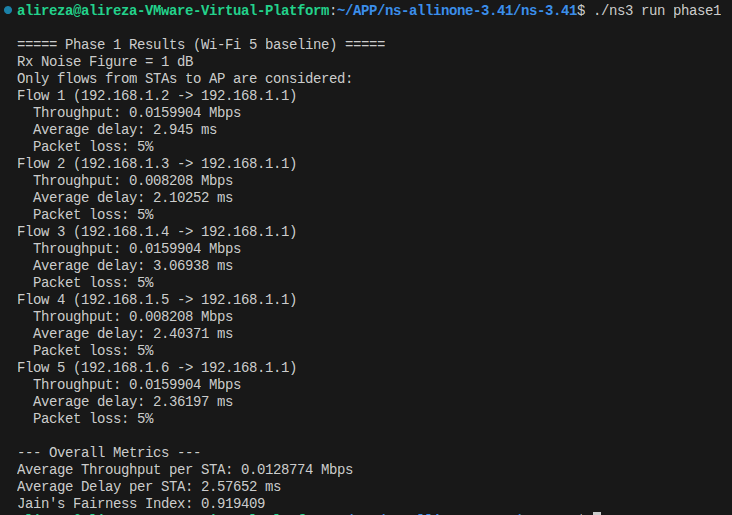 alireza@alireza-VMware-Virtual-Platform:~/APP/ns-allinone-3.41/ns-3.41$ ./ns3 run phase1
===== Phase 1 Results (Wi-Fi 5 baseline) =====
Rx Noise Figure = 1 dB
Only flows from STAs to AP are considered:
Flow 1 (192.168.1.2 -> 192.168.1.1)
  Throughput: 0.0159904 Mbps
  Average delay: 2.945 ms
  Packet loss: 5%
Flow 2 (192.168.1.3 -> 192.168.1.1)
  Throughput: 0.008208 Mbps
  Average delay: 2.10252 ms
  Packet loss: 5%
Flow 3 (192.168.1.4 -> 192.168.1.1)
  Throughput: 0.0159904 Mbps
  Average delay: 3.06938 ms
  Packet loss: 5%
Flow 4 (192.168.1.5 -> 192.168.1.1)
  Throughput: 0.008208 Mbps
  Average delay: 2.40371 ms
  Packet loss: 5%
Flow 5 (192.168.1.6 -> 192.168.1.1)
  Throughput: 0.0159904 Mbps
  Average delay: 2.36197 ms
  Packet loss: 5%
--- Overall Metrics ---
Average Throughput per STA: 0.0128774 Mbps
Average Delay per STA: 2.57652 ms
Jain's Fairness Index: 0.919409